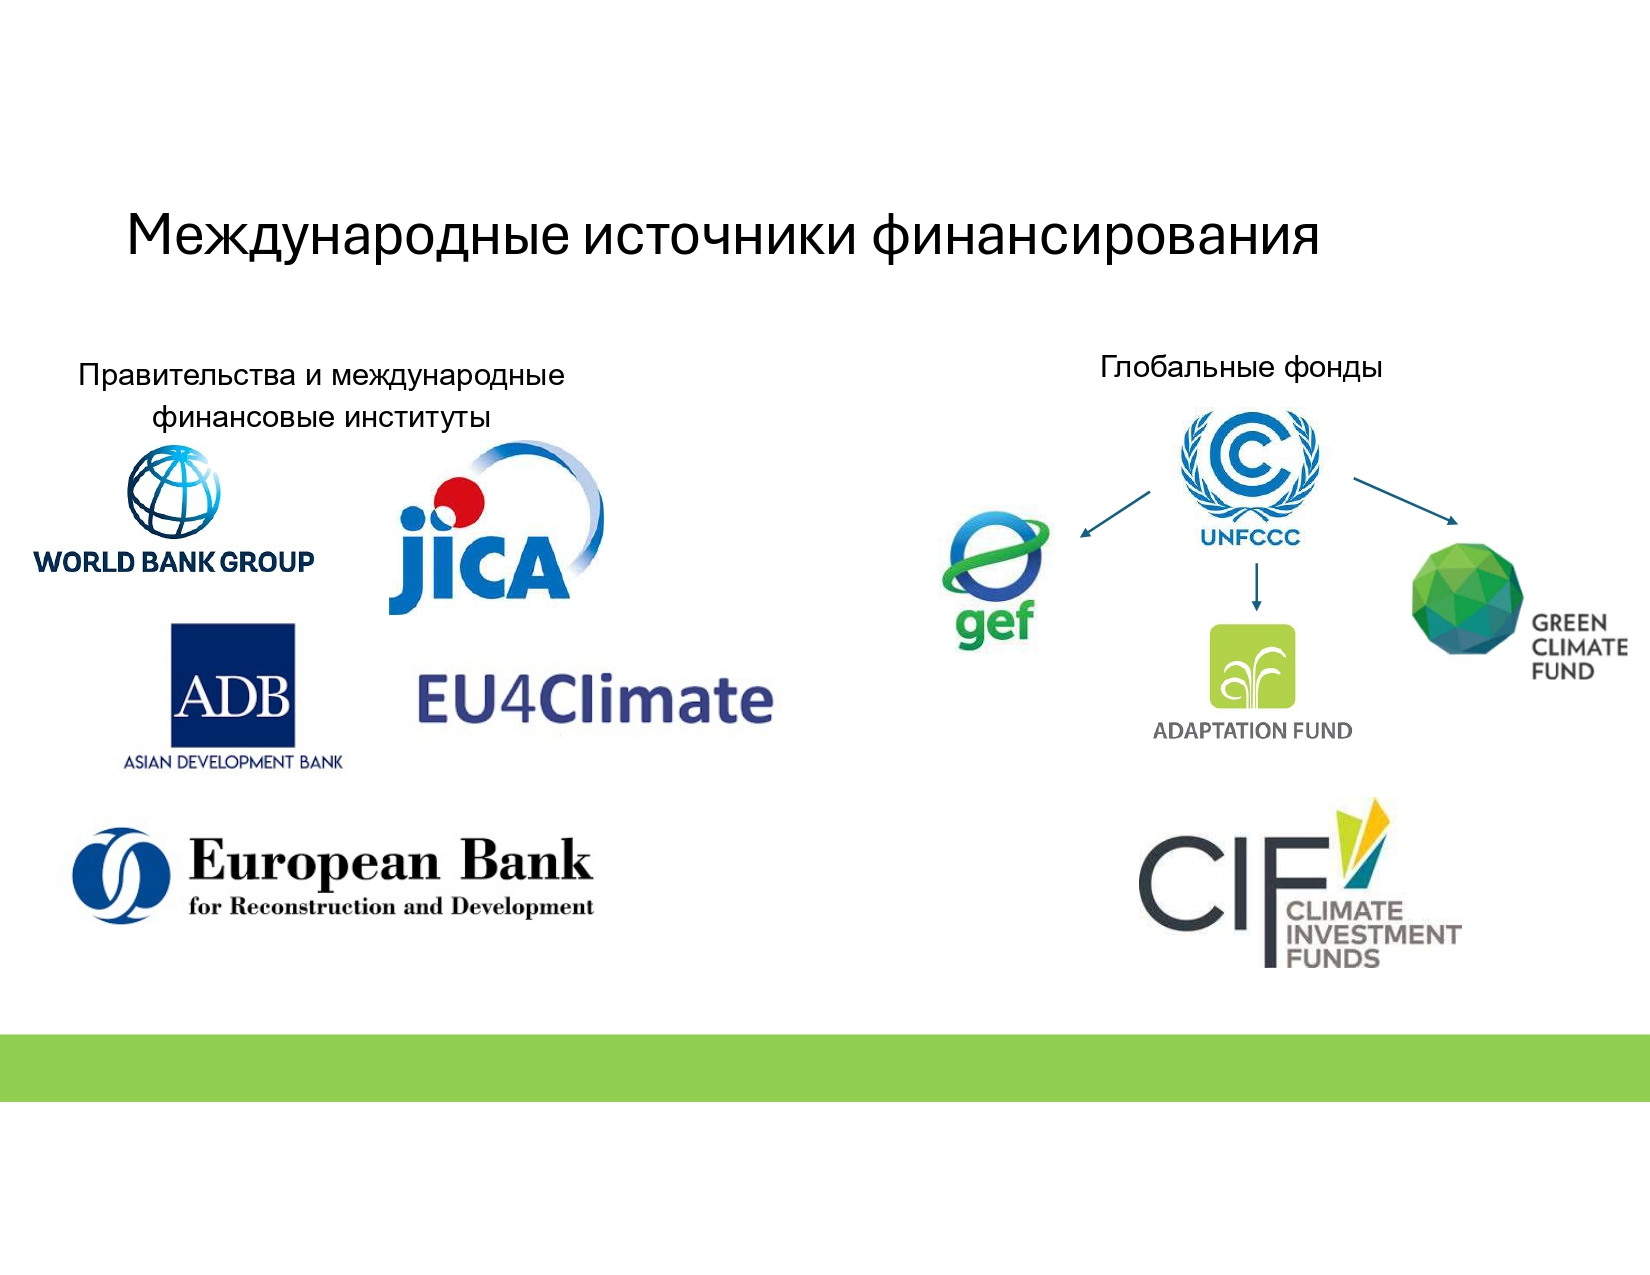 Международные источники финансирования
Правительства и международные
финансовые институты
WORLD BANK GROUP
jica
ADB
ASIAN DEVELOPMENT BANK
EU4Climate
European Bank
for Reconstruction and Development
Глобальные фонды
UNFCCC
gef
GREEN
CLIMATE
FUND
ADAPTATION FUND
CIF
CLIMATE
INVESTMENT
FUNDS